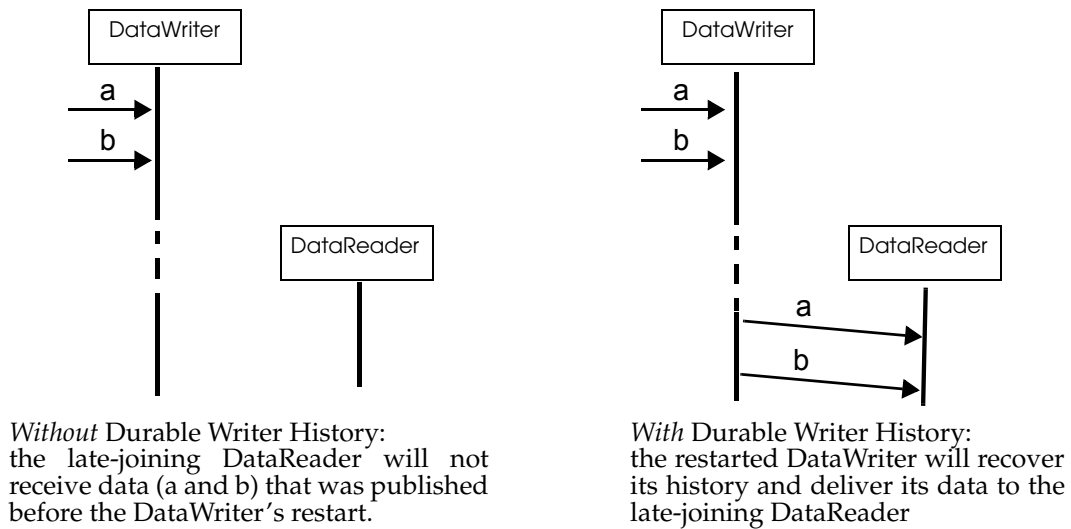 DataWriter
a
b
DataReader
Without Durable Writer History:
the late-joining DataReader will not
receive data (a and b) that was published
before the DataWriter's restart.
DataWriter
a
b
DataReader
a
b
With Durable Writer History:
the restarted DataWriter will recover
its history and deliver its data to the
late-joining DataReader